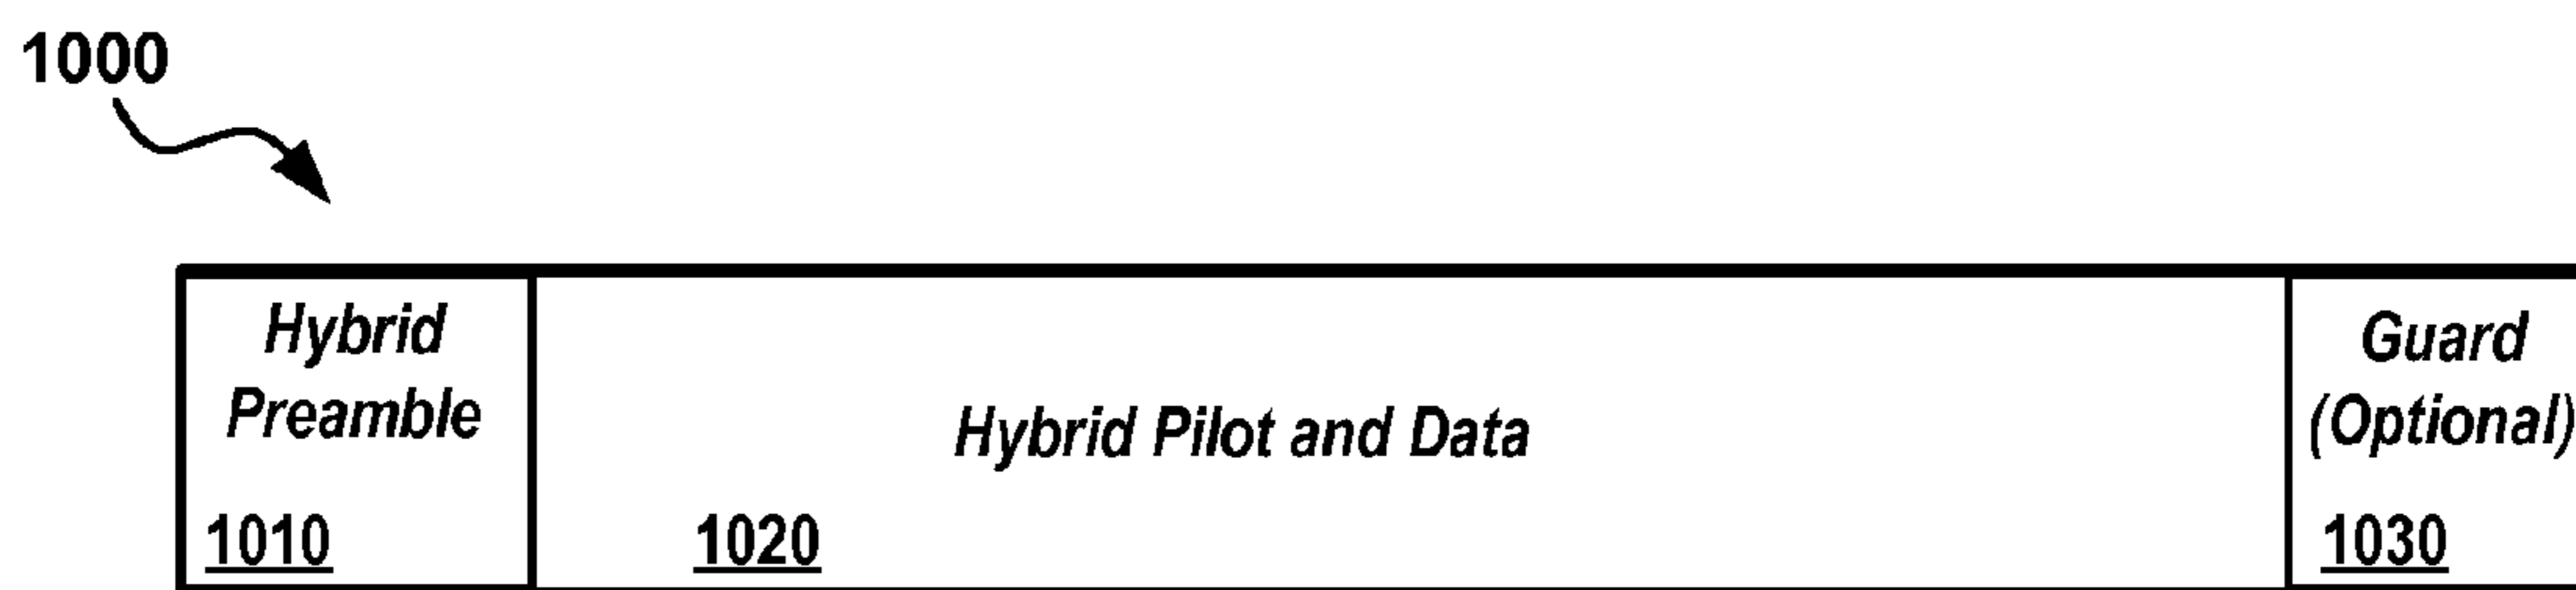 1000
Hybrid
Preamble
1010
Hybrid Pilot and Data
1020
Guard
(Optional)
1030